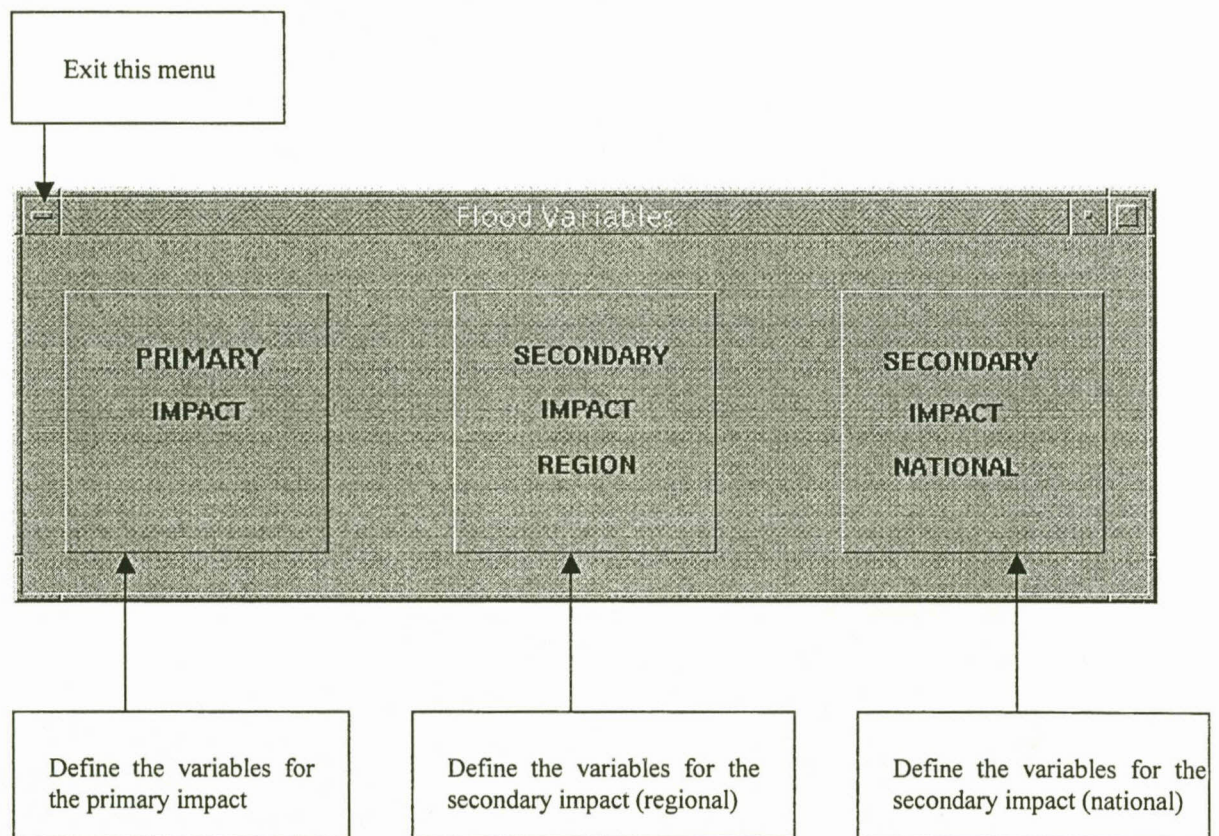 Exit this menu
Flood Variables
PRIMARY
IMPACT
SECONDARY
IMPACT
REGION
SECONDARY
IMPACT
NATIONAL
Define the variables for
the primary impact
Define the variables for the
secondary impact (regional)
Define the variables for the
secondary impact (national)